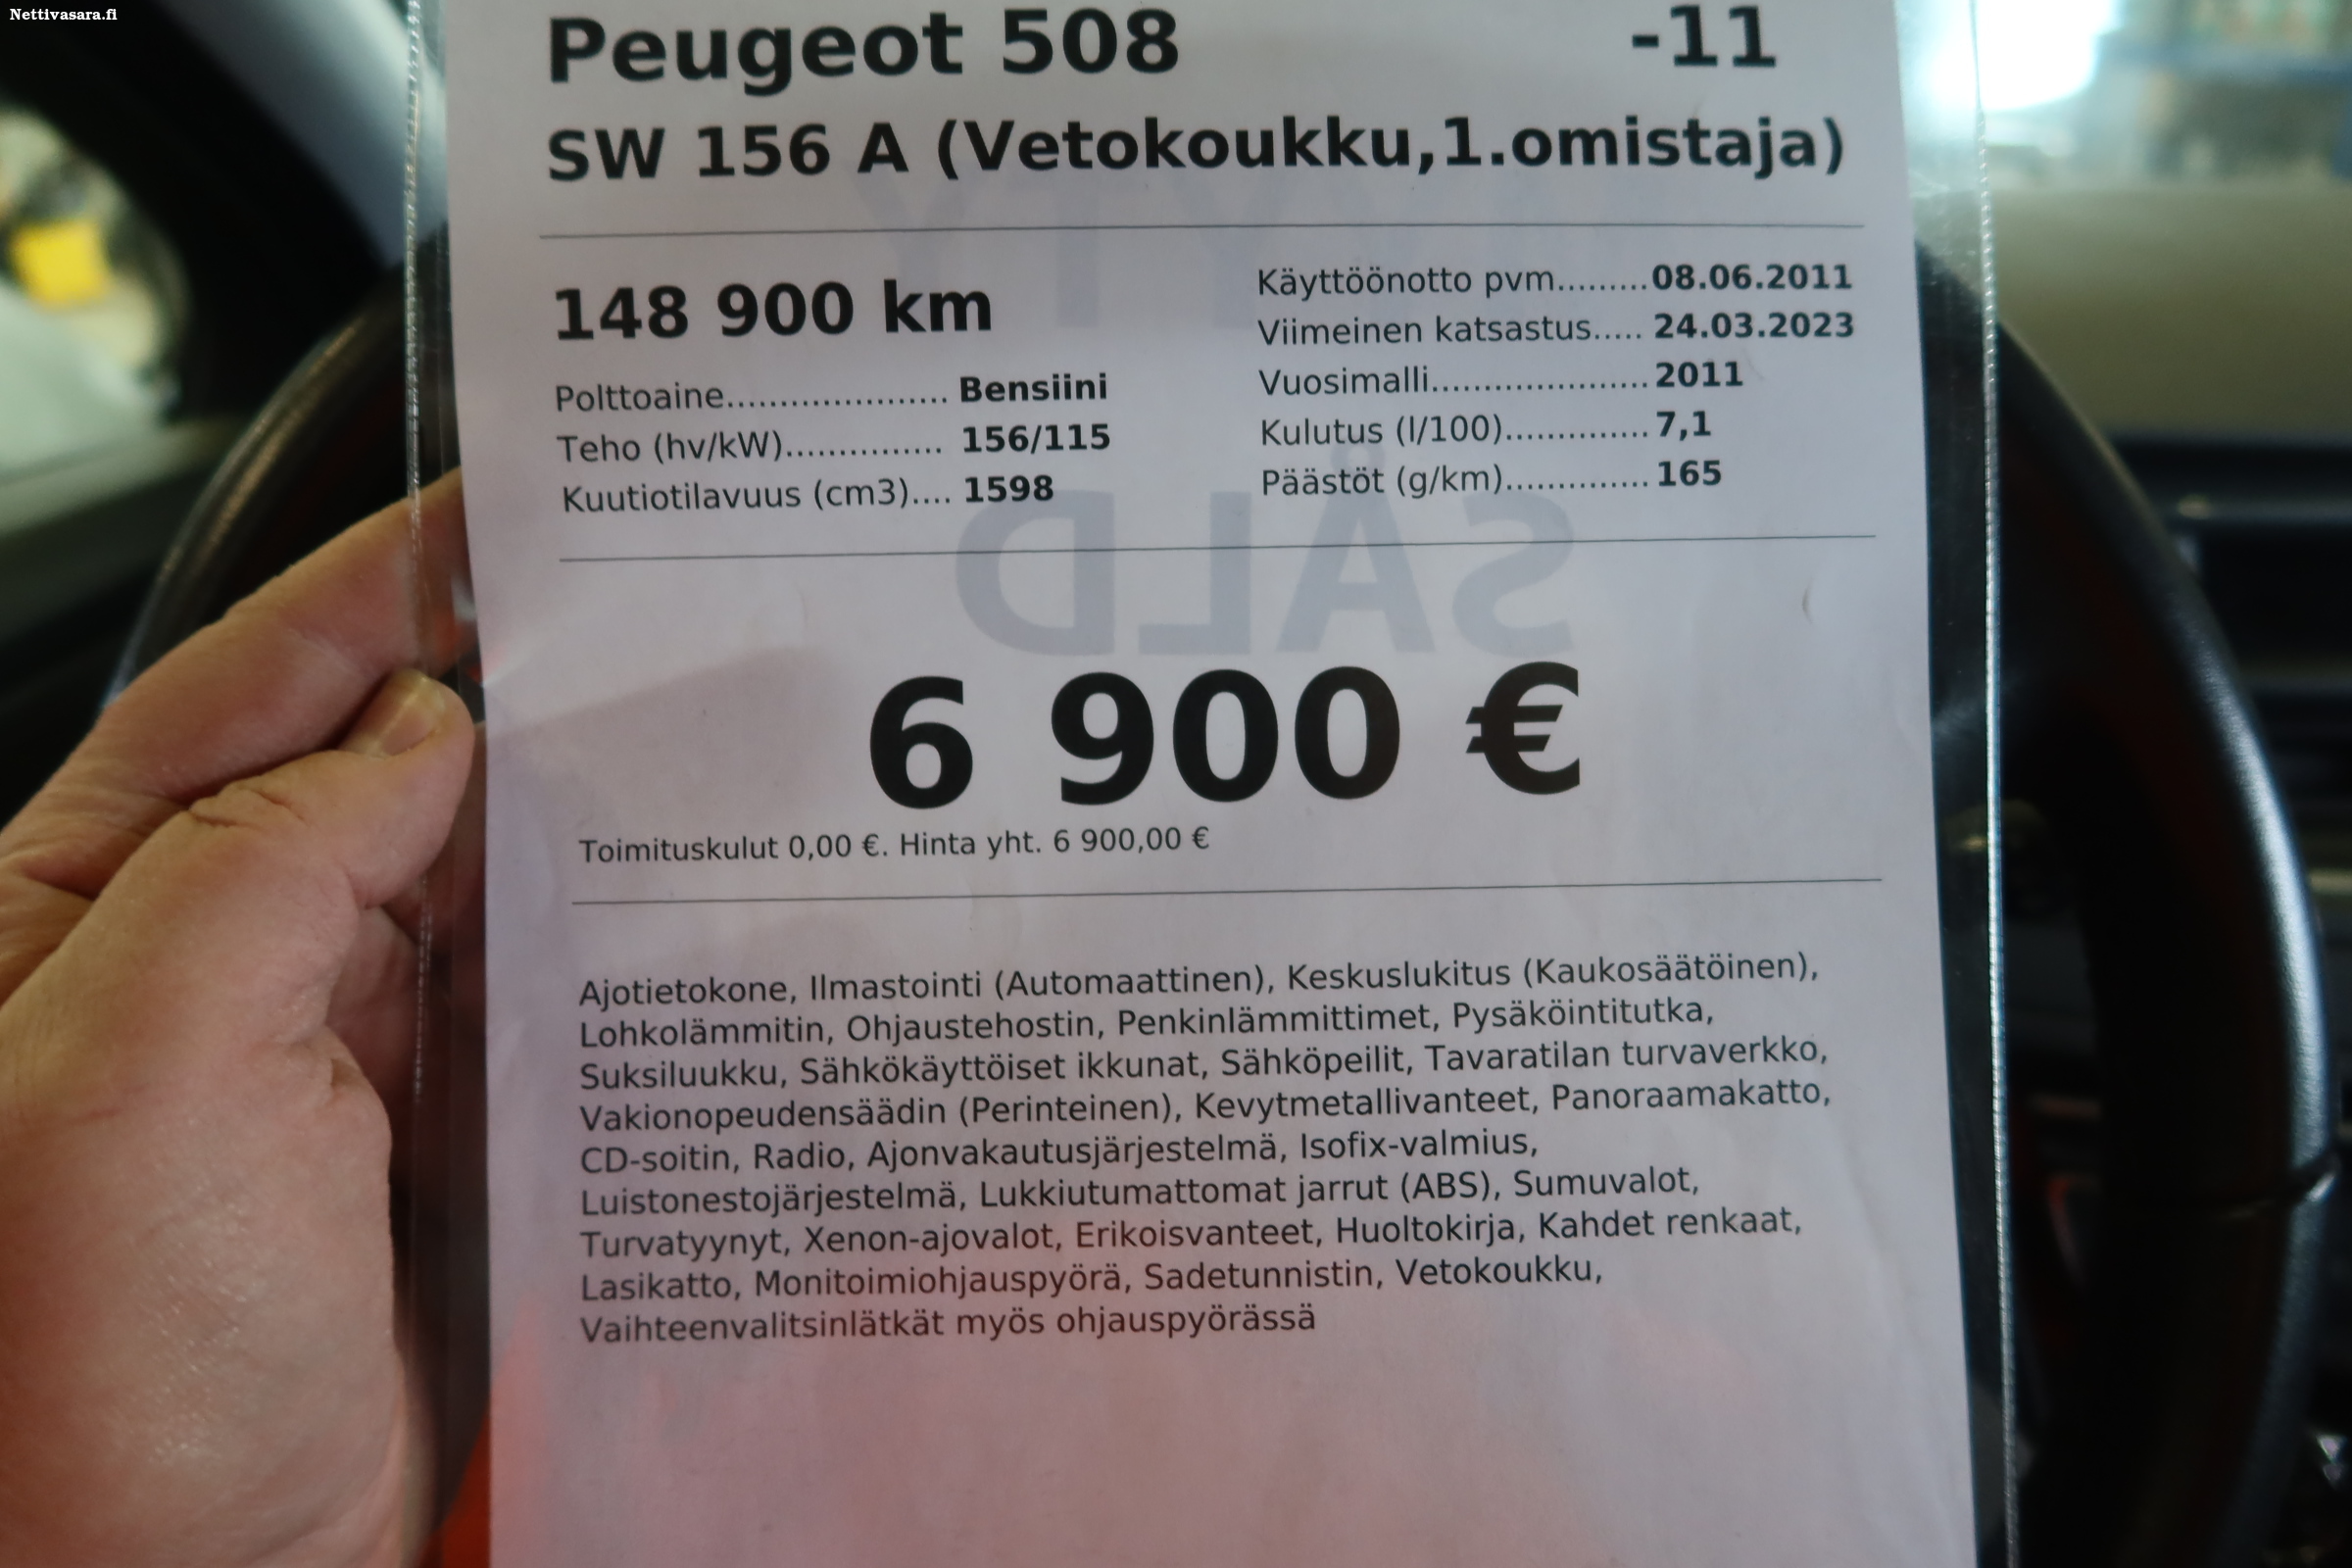 Nettivasara.fi
Peugeot 508 -11
SW 156 A (Vetokoukku,1.omistaja)
148 900 km
Polttoaine..................... Bensiini
Teho (hv/kW)............... 156/115
Kuutiotilavuus (cm3).... 1598
Käyttöönotto pvm.........08.06.2011
Viimeinen katsastus..... 24.03.2023
Vuosimalli.....................2011
Kulutus (l/100)..............7,1
Päästöt (g/km)..............165
SÅLD
6 900 €
Toimituskulut 0,00 €. Hinta yht. 6 900,00 €
Ajotietokone, Ilmastointi (Automaattinen), Keskuslukitus (Kaukosäätöinen),
Lohkolämmitin, Ohjaustehostin, Penkinlämmittimet, Pysäköintitutka,
Suksiluukku, Sähkökäyttöiset ikkunat, Sähköpeilit, Tavaratilan turvaverkko,
Vakionopeudensäädin (Perinteinen), Kevytmetallivanteet, Panoraamakatto,
CD-soitin, Radio, Ajonvakautusjärjestelmä, Isofix-valmius,
Luistonestojärjestelmä, Lukkiutumattomat jarrut (ABS), Sumuvalot,
Turvatyynyt, Xenon-ajovalot, Erikoisvanteet, Huoltokirja, Kahdet renkaat,
Lasikatto, Monitoimiohjauspyörä, Sadetunnistin, Vetokoukku,
Vaihteenvalitsinlätkät myös ohjauspyörässä